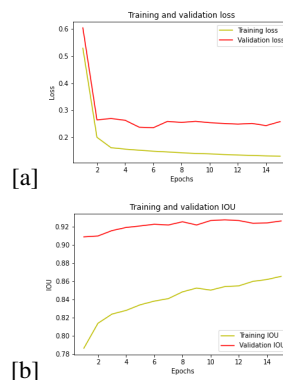 Training and validation loss
Training loss
Validation loss
0.6
0.5
0.4
0.3
0.2
Loss
2 4 6 8 10 12 14
Epochs
[a]
Training and validation IOU
0.92
0.90
0.88
0.86
0.84
0.82
0.80
0.78
IOU
Training IOU
Validation IOU
2 4 6 8 10 12 14
Epochs
[b]